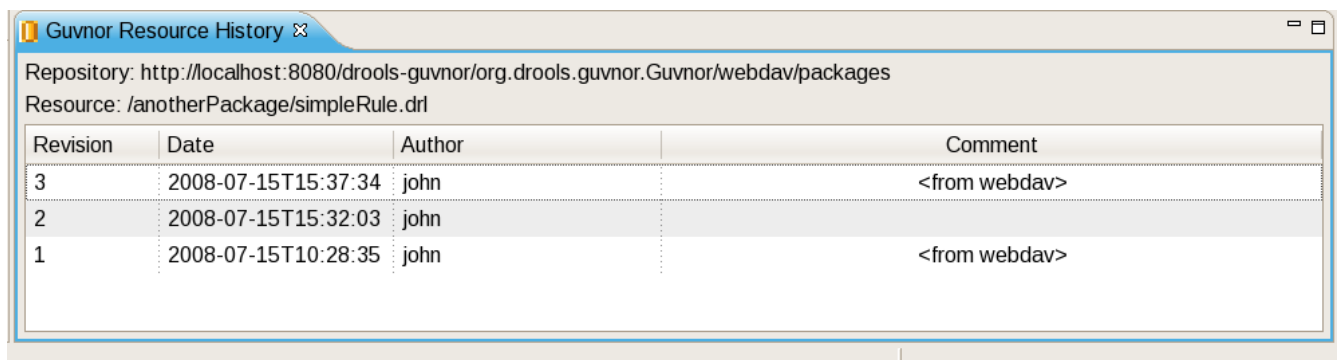 Guvnor Resource History
Repository: http://localhost:8080/drools-guvnor/org.drools.guvnor.Guvnor/webdav/packages
Resource: /anotherPackage/simpleRule.drl
Revision Date Author Comment
3 2008-07-15T15:37:34 john <from webdav>
2 2008-07-15T15:32:03 john
1 2008-07-15T10:28:35 john <from webdav>